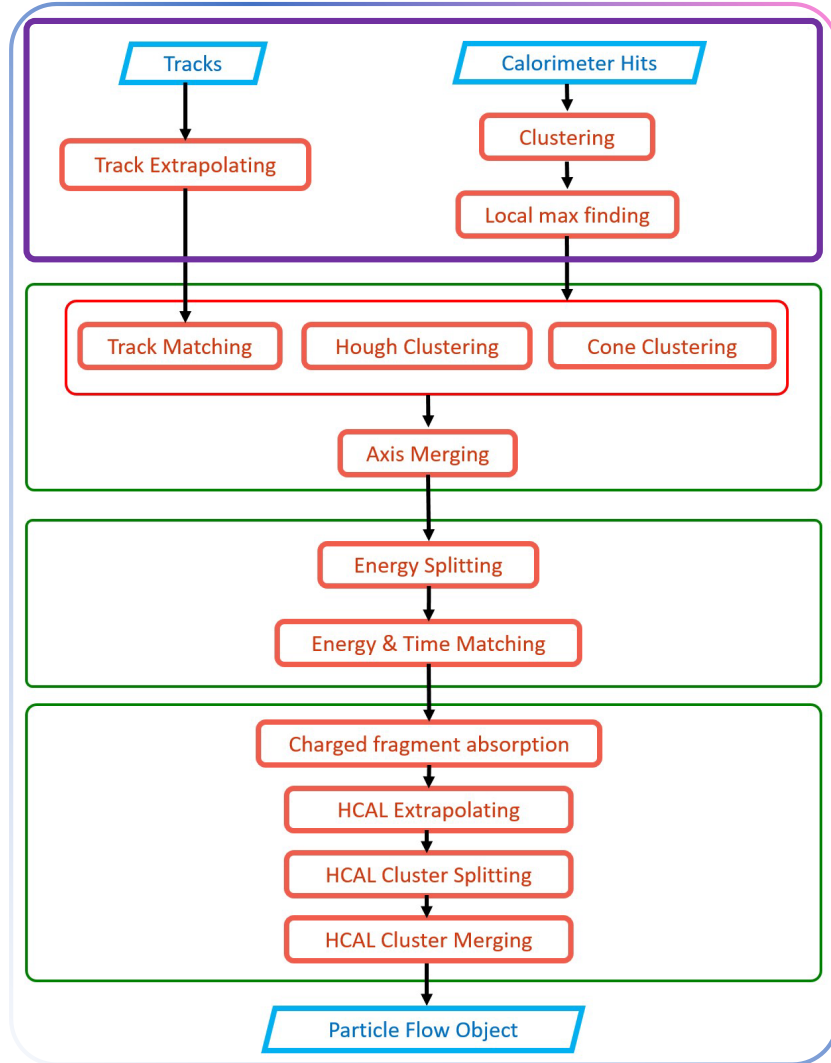 Tracks
Calorimeter Hits
Track Extrapolating
Clustering
Local max finding
Track Matching
Hough Clustering
Cone Clustering
Axis Merging
Energy Splitting
Energy & Time Matching
Charged fragment absorption
HCAL Extrapolating
HCAL Cluster Splitting
HCAL Cluster Merging
Particle Flow Object